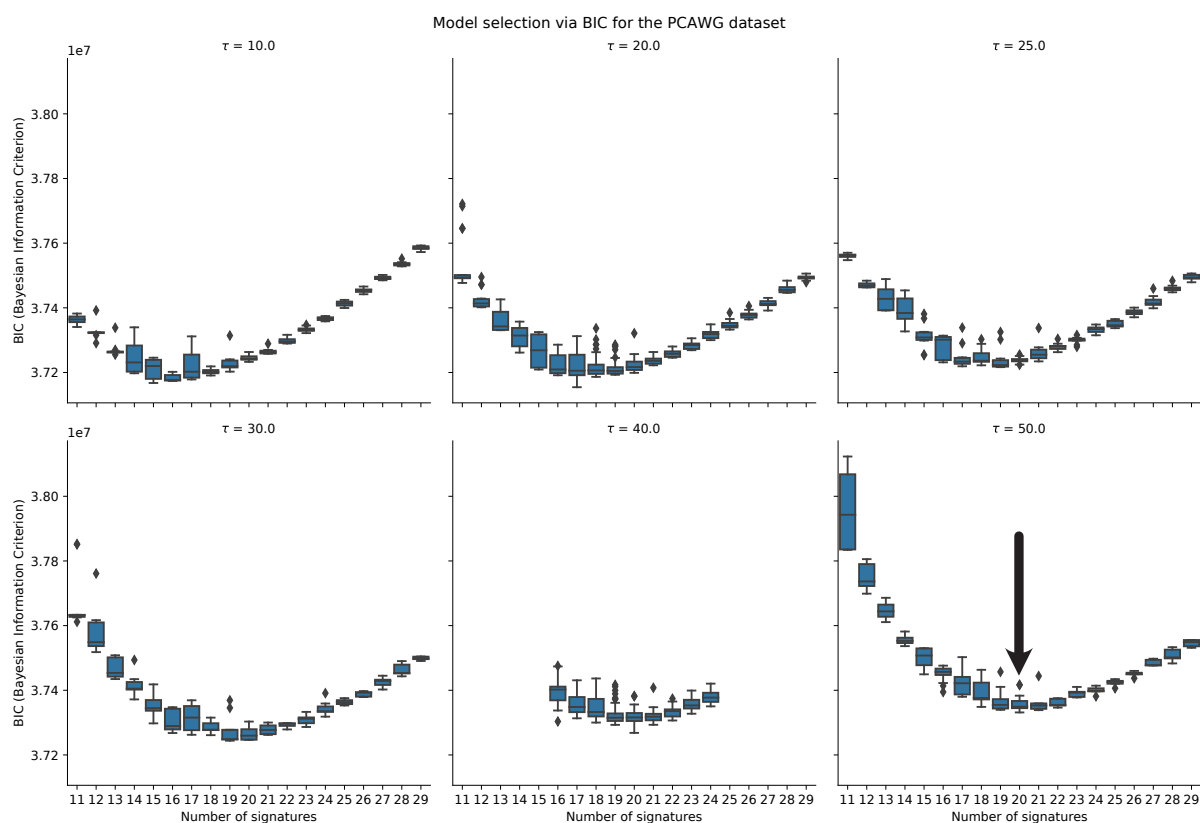 Model selection via BIC for the PCAWG dataset
τ = 10.0
τ = 20.0
τ = 25.0
1e7
3.80
3.78
3.76
3.74
3.72
BIC (Bayesian Information Criterion)
τ = 30.0
τ = 40.0
τ = 50.0
1e7
3.80
3.78
3.76
3.74
3.72
BIC (Bayesian Information Criterion)
11 12 13 14 15 16 17 18 19 20 21 22 23 24 25 26 27 28 29
11 12 13 14 15 16 17 18 19 20 21 22 23 24 25 26 27 28 29
11 12 13 14 15 16 17 18 19 20 21 22 23 24 25 26 27 28 29
Number of signatures
Number of signatures
Number of signatures